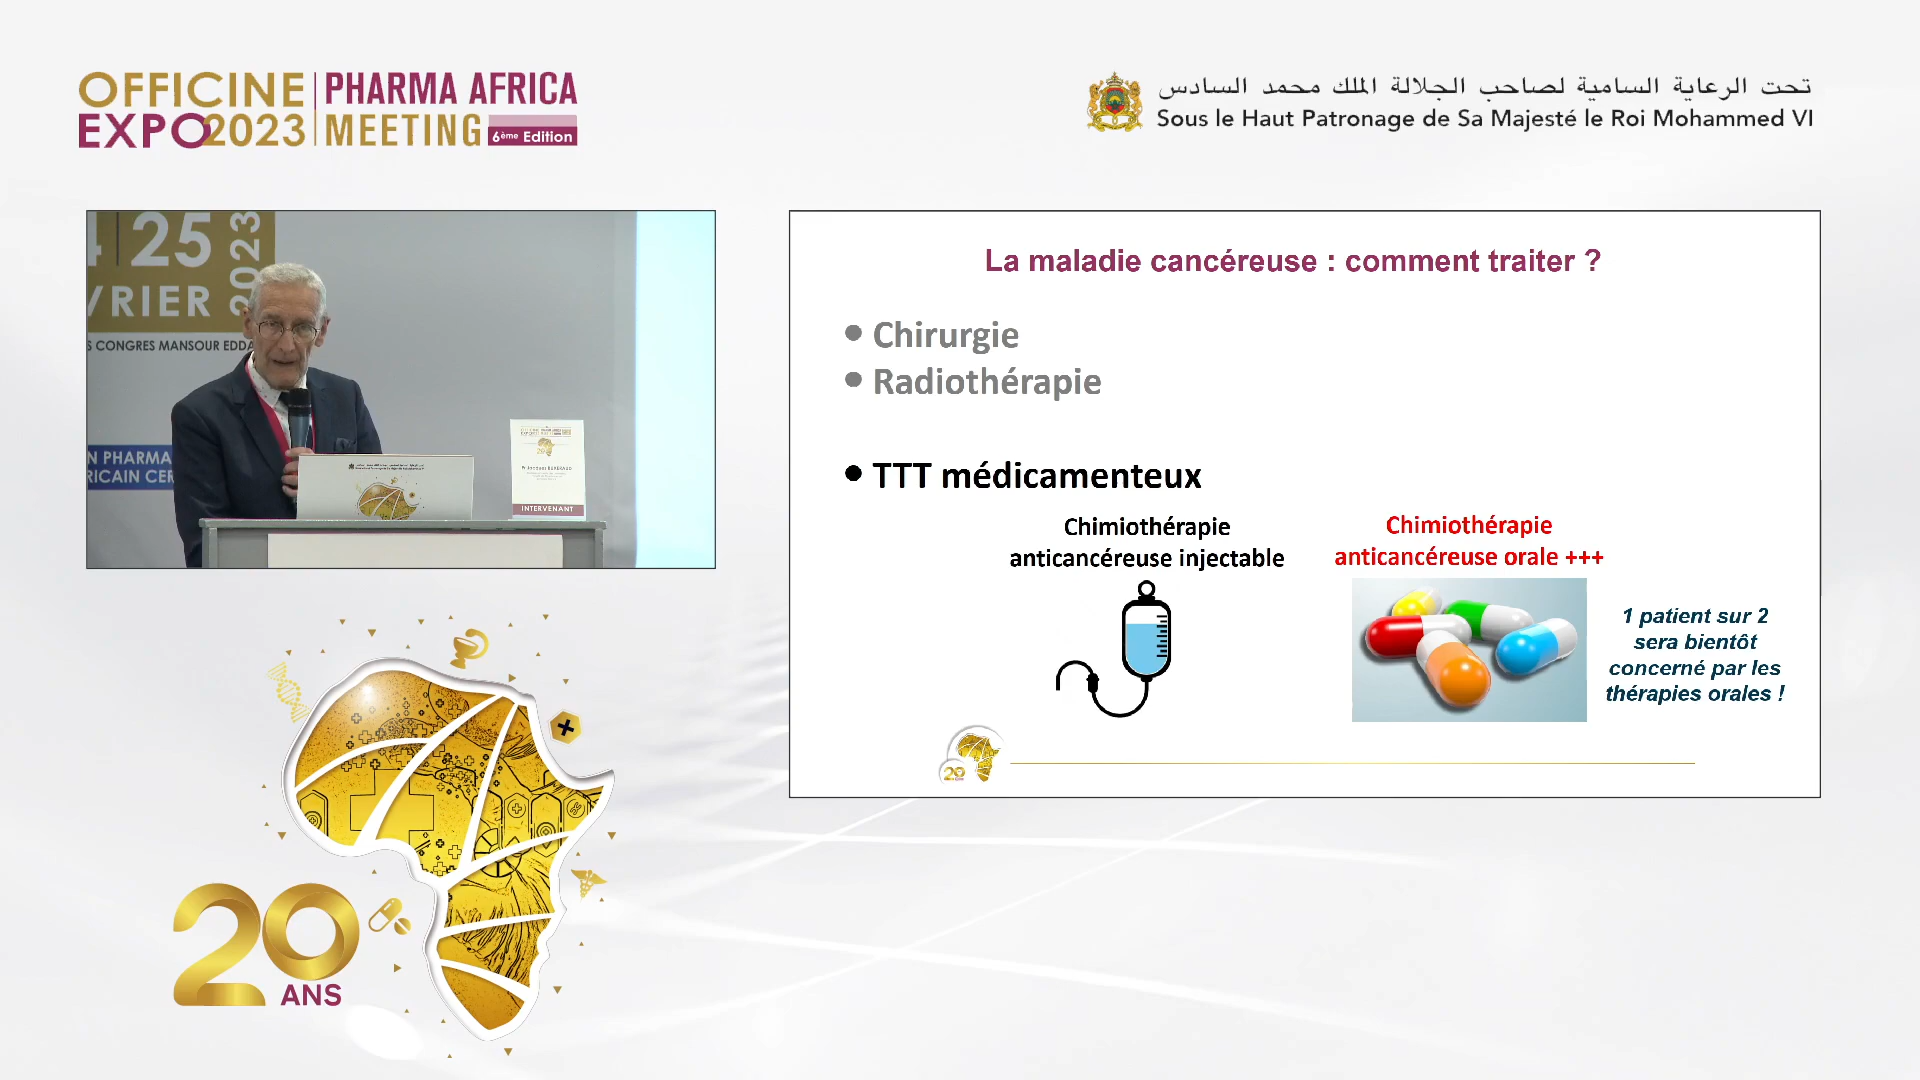 OFFICINE
EXPO2023
PHARMA AFRICA
MEETING 6ème Edition
تحت الرعاية السامية لصاحب الجلالة الملك محمد السادس
Sous le Haut Patronage de Sa Majesté le Roi Mohammed VI
25
VRIER
2023
S CONGRES MANSOUR EDDA
N PHARMA
RICAIN CER
INTERVENANT
La maladie cancéreuse : comment traiter ?
• Chirurgie
• Radiothérapie
• TTT médicamenteux
Chimiothérapie
anticancéreuse injectable
Chimiothérapie
anticancéreuse orale +++
1 patient sur 2
sera bientôt
concerné par les
thérapies orales !
20
20
ANS